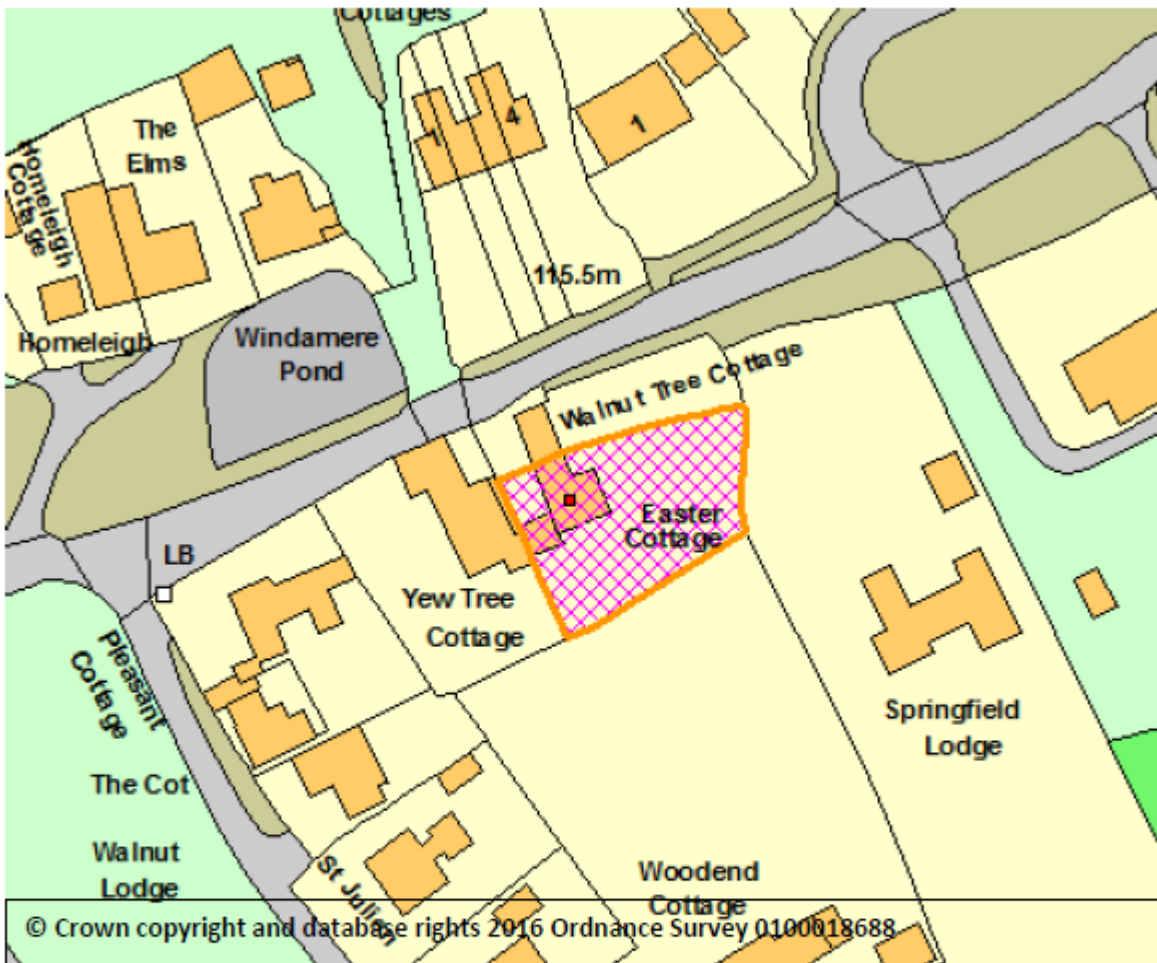 Cottages
The
Elms
Homeleigh
Cottage
1
4
1
115.5m
Homeleigh
Windamere
Pond
Walnut Tree Cottage
Easter
Cottage
LB
Yew Tree
Cottage
Pleasant
Cottage
Springfield
Lodge
The Cot
Walnut
Lodge
St Julian
Woodend
Cottage
© Crown copyright and database rights 2016 Ordnance Survey 0100018688